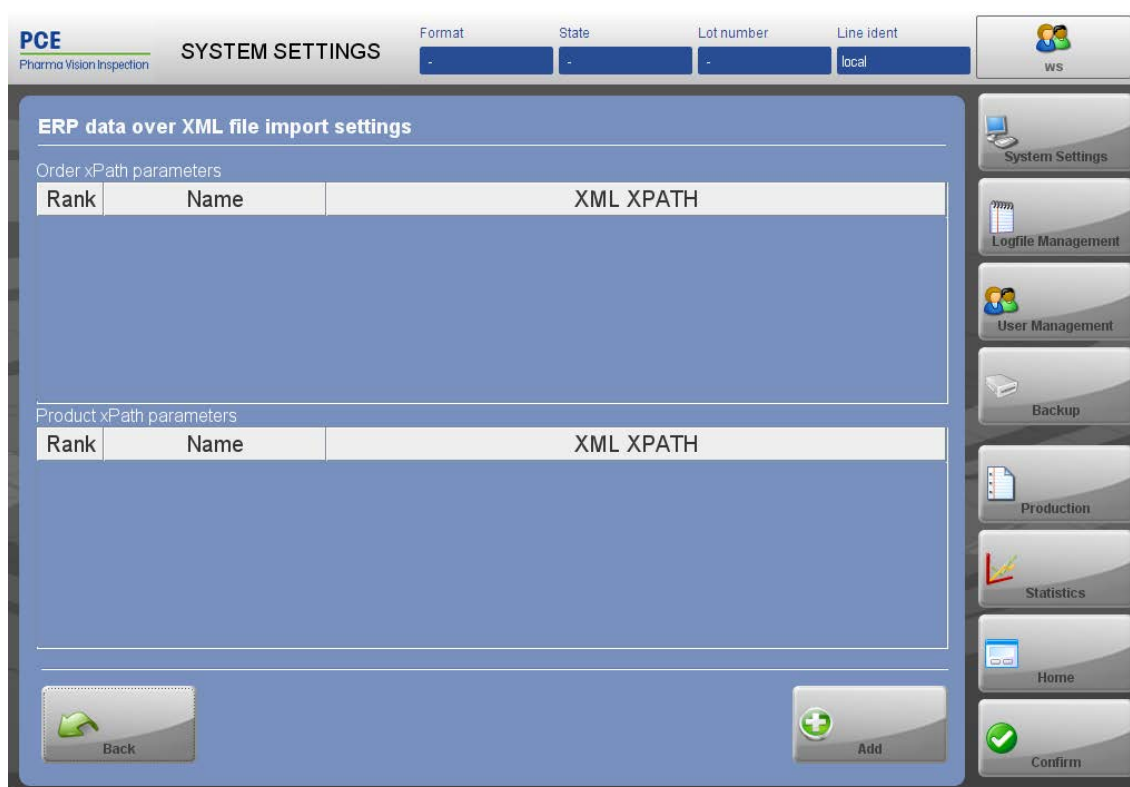 PCE
Pharma Vision Inspection
SYSTEM SETTINGS
Format
-
State
-
Lot number
-
Line ident
local
ws
ERP data over XML file import settings
Order xPath parameters
Rank Name XML XPATH
Product xPath parameters
Rank Name XML XPATH
Back
Add
System Settings
Logfile Management
User Management
Backup
Production
Statistics
Home
Confirm